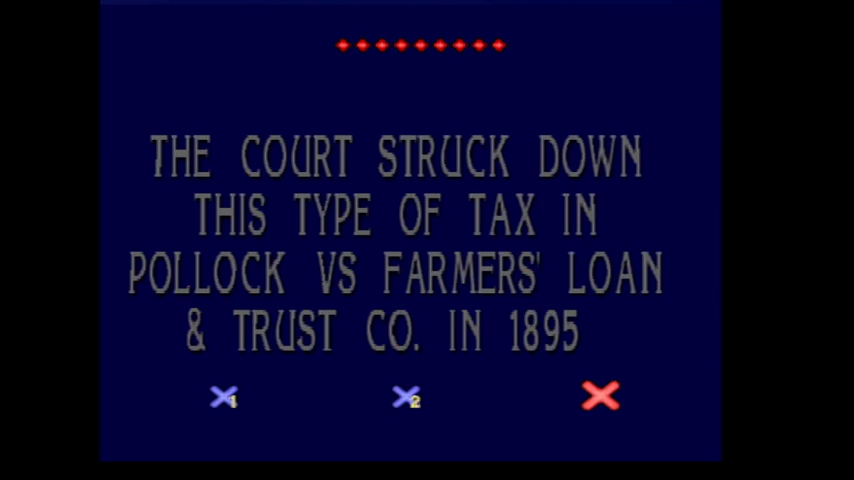 THE COURT STRUCK DOWN
THIS TYPE OF TAX IN
POLLOCK VS FARMERS' LOAN
& TRUST CO. IN 1895
1 2